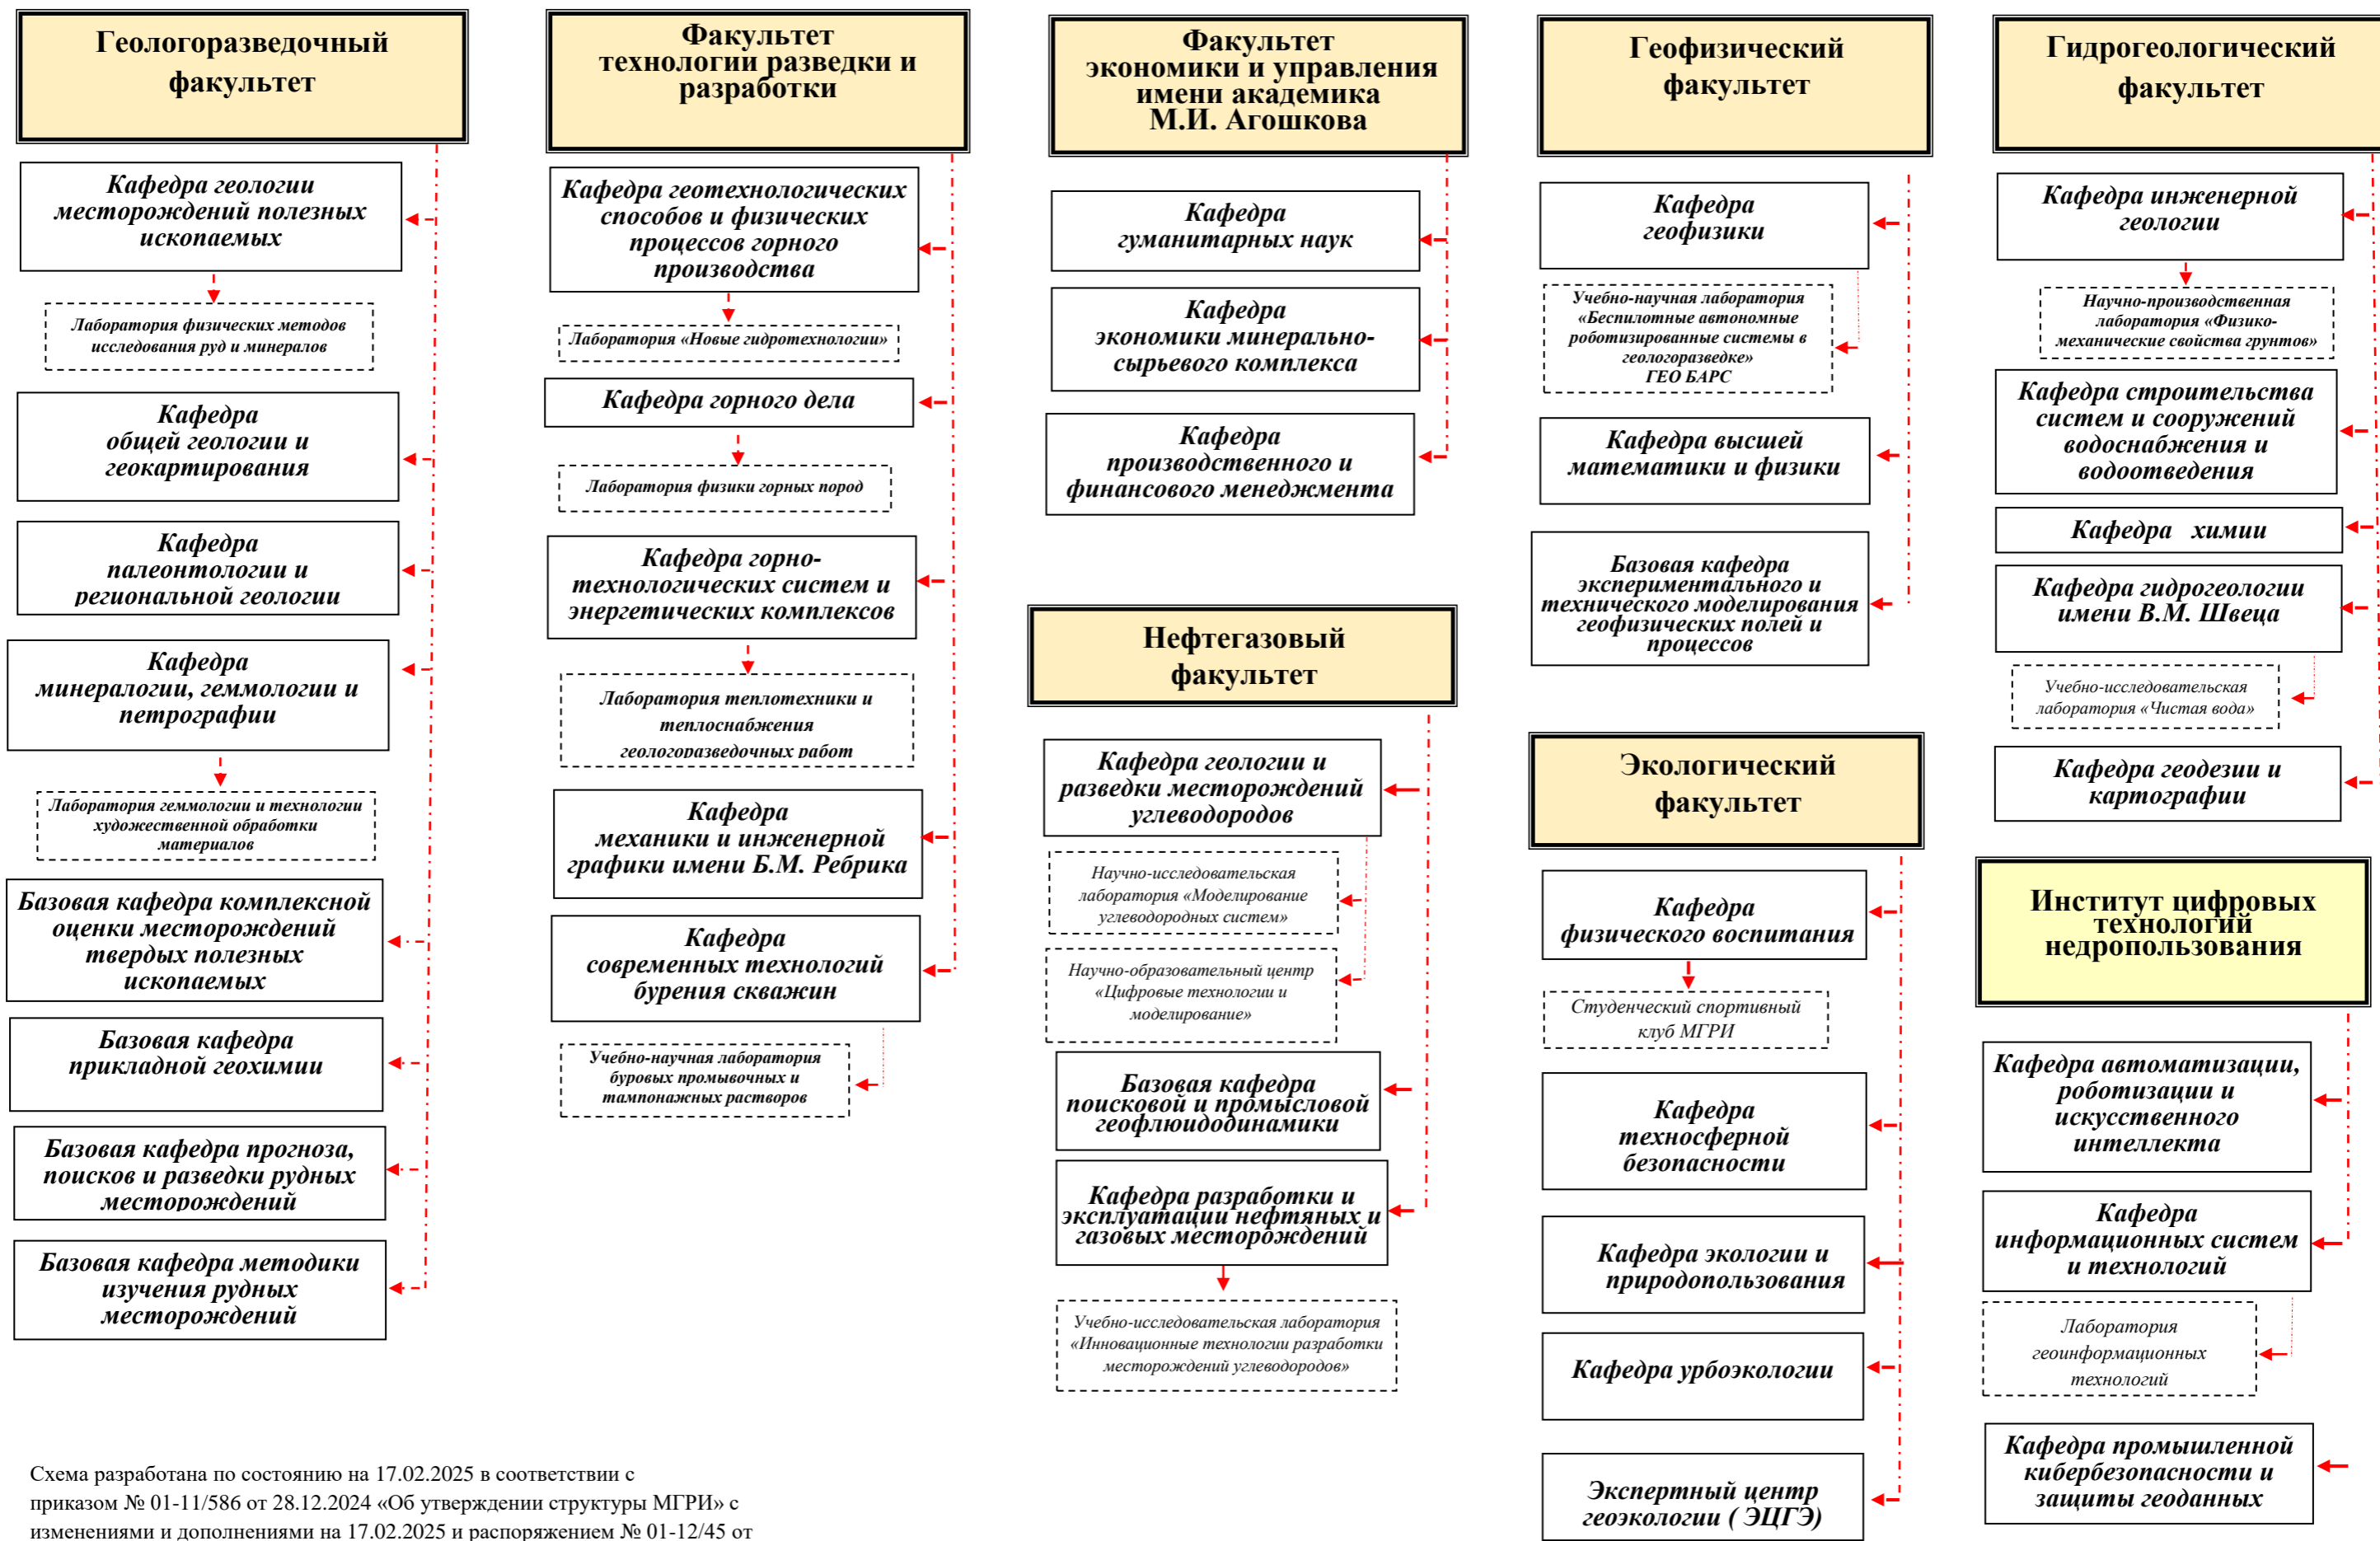 Геологоразведочный
факультет
Кафедра геологии
месторождений полезных
ископаемых
Лаборатория физических методов
исследования руд и минералов
Кафедра
общей геологии и
геокартирования
Кафедра
палеонтологии и
региональной геологии
Кафедра
минералогии, геммологии и
петрографии
Лаборатория геммологии и технологии
художественной обработки
материалов
Базовая кафедра комплексной
оценки месторождений
твердых полезных
ископаемых
Базовая кафедра
прикладной геохимии
Базовая кафедра прогноза,
поисков и разведки рудных
месторождений
Базовая кафедра методики
изучения рудных
месторождений
Факультет
технологии разведки и
разработки
Кафедра геотехнологических
способов и физических
процессов горного
производства
Лаборатория «Новые гидротехнологии»
Кафедра горного дела
Лаборатория физики горных пород
Кафедра горно-
технологических систем и
энергетических комплексов
Лаборатория теплотехники и
теплоснабжения
геологоразведочных работ
Кафедра
механики и инженерной
графики имени Б.М. Ребрика
Кафедра
современных технологий
бурения скважин
Учебно-научная лаборатория
буровых промывочных и
тампонажных растворов
Факультет
экономики и управления
имени академика
М.И. Агошкова
Кафедра
гуманитарных наук
Кафедра
экономики минерально-
сырьевого комплекса
Кафедра
производственного и
финансового менеджмента
Нефтегазовый
факультет
Кафедра геологии и
разведки месторождений
углеводородов
Научно-исследовательская
лаборатория «Моделирование
углеводородных систем»
Научно-образовательный центр
«Цифровые технологии и
моделирование»
Базовая кафедра
поисковой и промысловой
геофлюидодинамики
Кафедра разработки и
эксплуатации нефтяных и
газовых месторождений
Учебно-исследовательская лаборатория
«Инновационные технологии разработки
месторождений углеводородов»
Геофизический
факультет
Кафедра
геофизики
Учебно-научная лаборатория
«Беспилотные автономные
роботизированные системы в
геологоразведке»
ГЕО БАРС
Кафедра высшей
математики и физики
Базовая кафедра
экспериментального и
технического моделирования
геофизических полей и
процессов
Экологический
факультет
Кафедра
физического воспитания
Студенческий спортивный
клуб МГРИ
Кафедра
техносферной
безопасности
Кафедра экологии и
природопользования
Кафедра урбоэкологии
Экспертный центр
геоэкологии ( ЭЦГЭ)
Гидрогеологический
факультет
Кафедра инженерной
геологии
Научно-производственная
лаборатория «Физико-
механические свойства грунтов»
Кафедра строительства
систем и сооружений
водоснабжения и
водоотведения
Кафедра химии
Кафедра гидрогеологии
имени В.М. Швеца
Учебно-исследовательская
лаборатория «Чистая вода»
Кафедра геодезии и
картографии
Институт цифровых
технологий
недропользования
Кафедра автоматизации,
роботизации и
искусственного
интеллекта
Кафедра
информационных систем
и технологий
Лаборатория
геоинформационных
технологий
Кафедра промышленной
кибербезопасности и
защиты геоданных
Схема разработана по состоянию на 17.02.2025 в соответствии с
приказом № 01-11/586 от 28.12.2024 «Об утверждении структуры МГРИ» с
изменениями и дополнениями на 17.02.2025 и распоряжением № 01-12/45 от